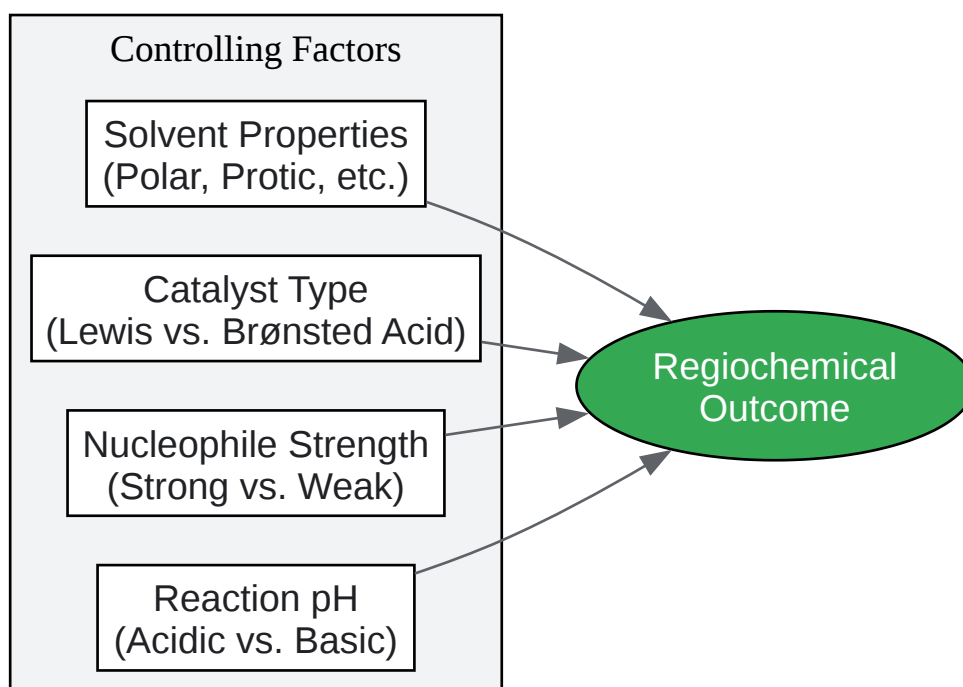 Controlling Factors
Solvent Properties
(Polar, Protic, etc.)
Catalyst Type
(Lewis vs. Brønsted Acid)
Nucleophile Strength
(Strong vs. Weak)
Reaction pH
(Acidic vs. Basic)
Regiochemical
Outcome